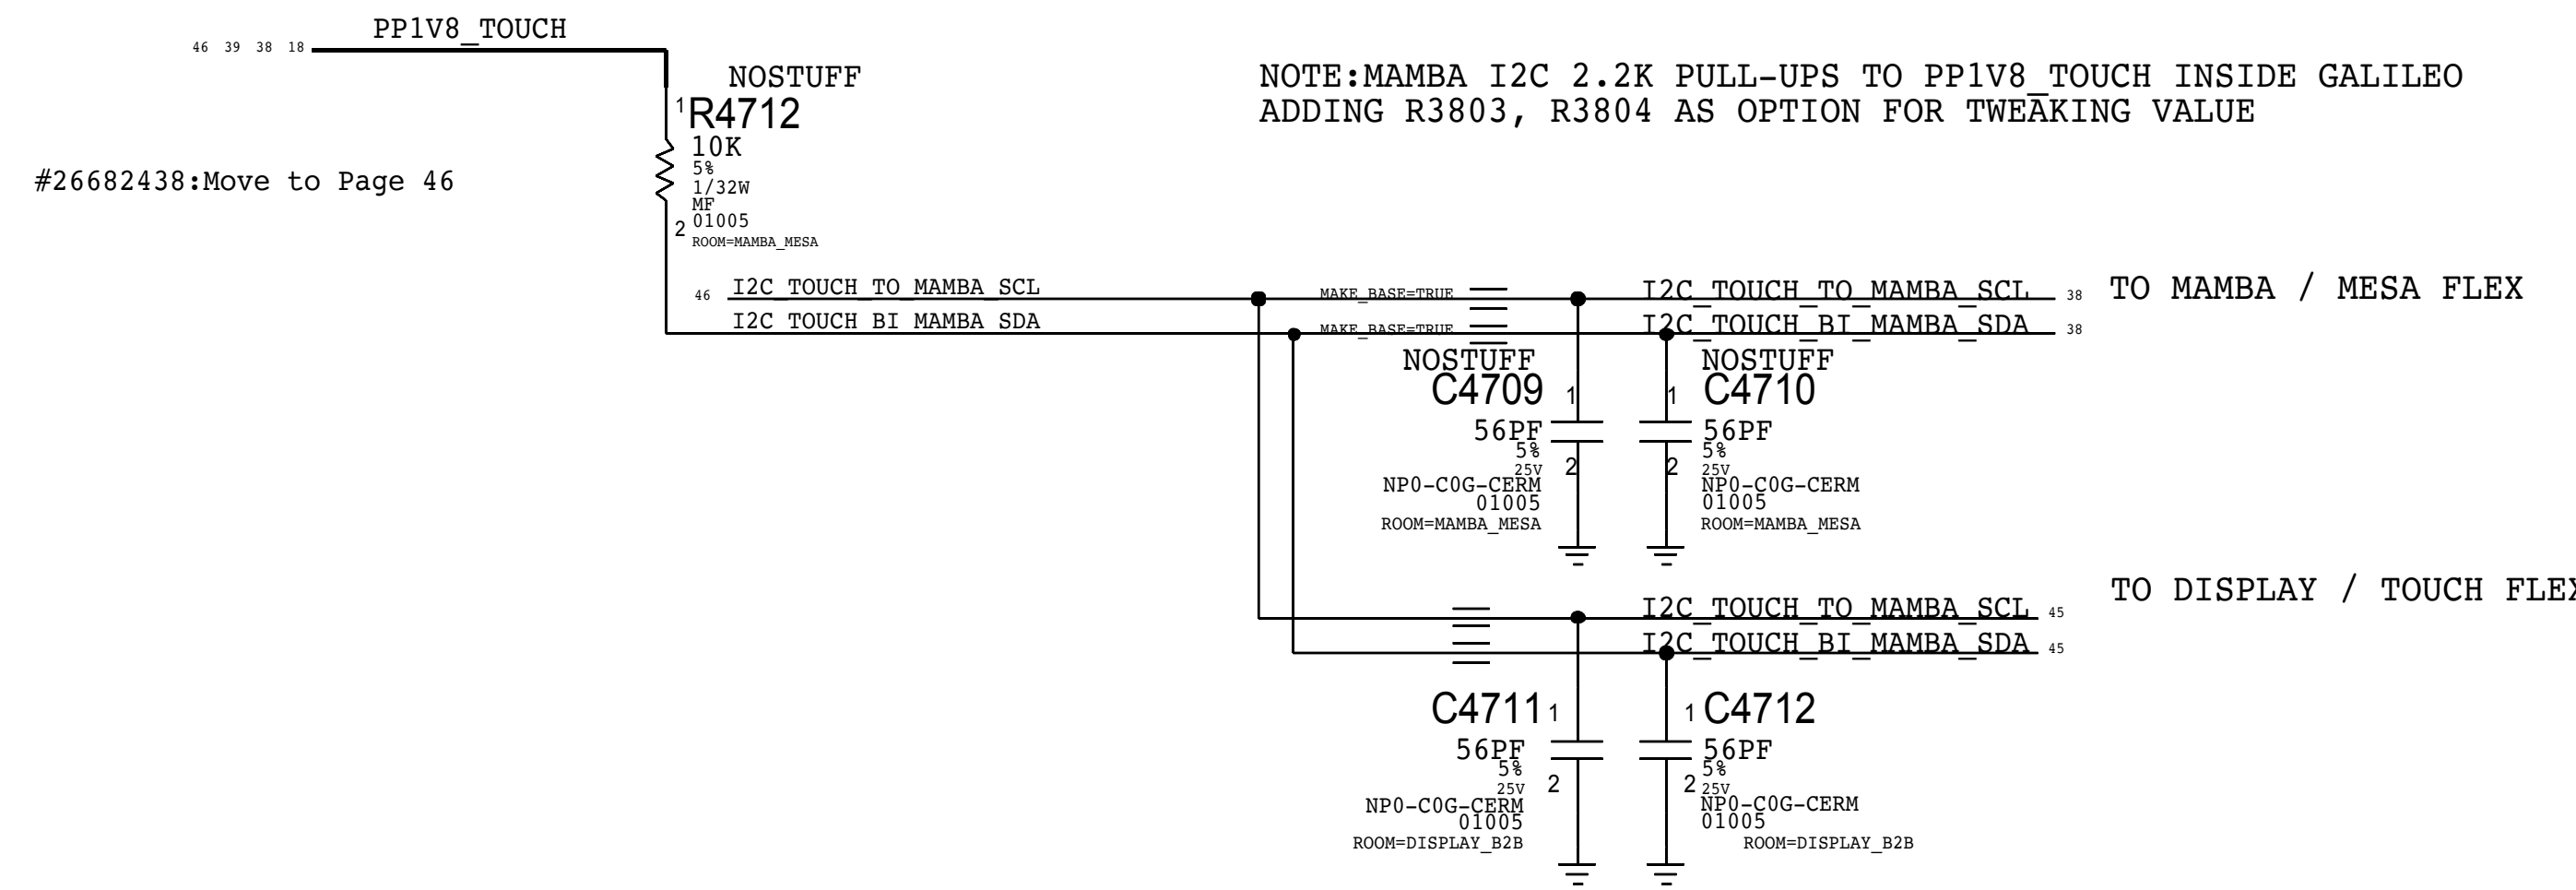 PP1V8_TOUCH
46 39 38 18
NOSTUFF
1
R4712
10K
5%
1/32W
MF
01005
2
ROOM=MAMBA_MESA
#26682438:Move to Page 46
NOTE:MAMBA I2C 2.2K PULL-UPS TO PP1V8_TOUCH INSIDE GALILEO
ADDING R3803, R3804 AS OPTION FOR TWEAKING VALUE
46 I2C_TOUCH_TO_MAMBA_SCL
I2C_TOUCH_BI_MAMBA_SDA
MAKE_BASE=TRUE
MAKE_BASE=TRUE
I2C_TOUCH_TO_MAMBA_SCL 38
I2C_TOUCH_BI_MAMBA_SDA 38
TO MAMBA / MESA FLEX
NOSTUFF
C4709
1
56PF
5%
25V
2
NP0-C0G-CERM
01005
ROOM=MAMBA_MESA
NOSTUFF
1
C4710
56PF
5%
2
25V
NP0-C0G-CERM
01005
ROOM=MAMBA_MESA
TO DISPLAY / TOUCH FLEX
I2C_TOUCH_TO_MAMBA_SCL 45
I2C_TOUCH_BI_MAMBA_SDA 45
C4711
1
56PF
5%
25V
2
NP0-C0G-CERM
01005
ROOM=DISPLAY_B2B
1
C4712
56PF
5%
2
25V
NP0-C0G-CERM
01005
ROOM=DISPLAY_B2B